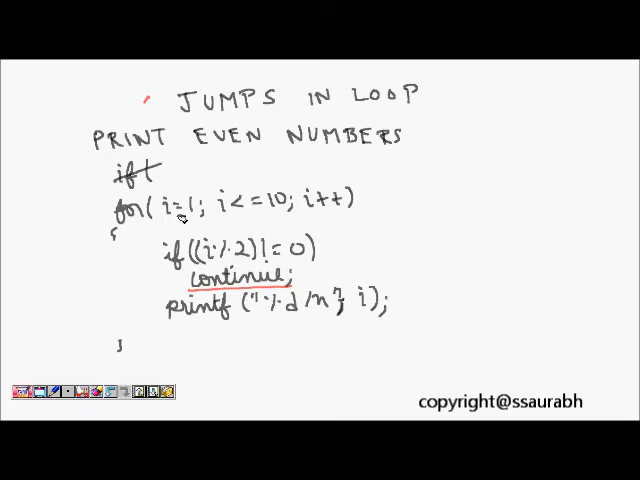 JUMPS IN LOOP
PRINT EVEN NUMBERS
if (
for( i=1; i<=10; i++)
{
if((i%2)!=0)
continue;
printf ("%d/n", i);
}
copyright@ssaurabh